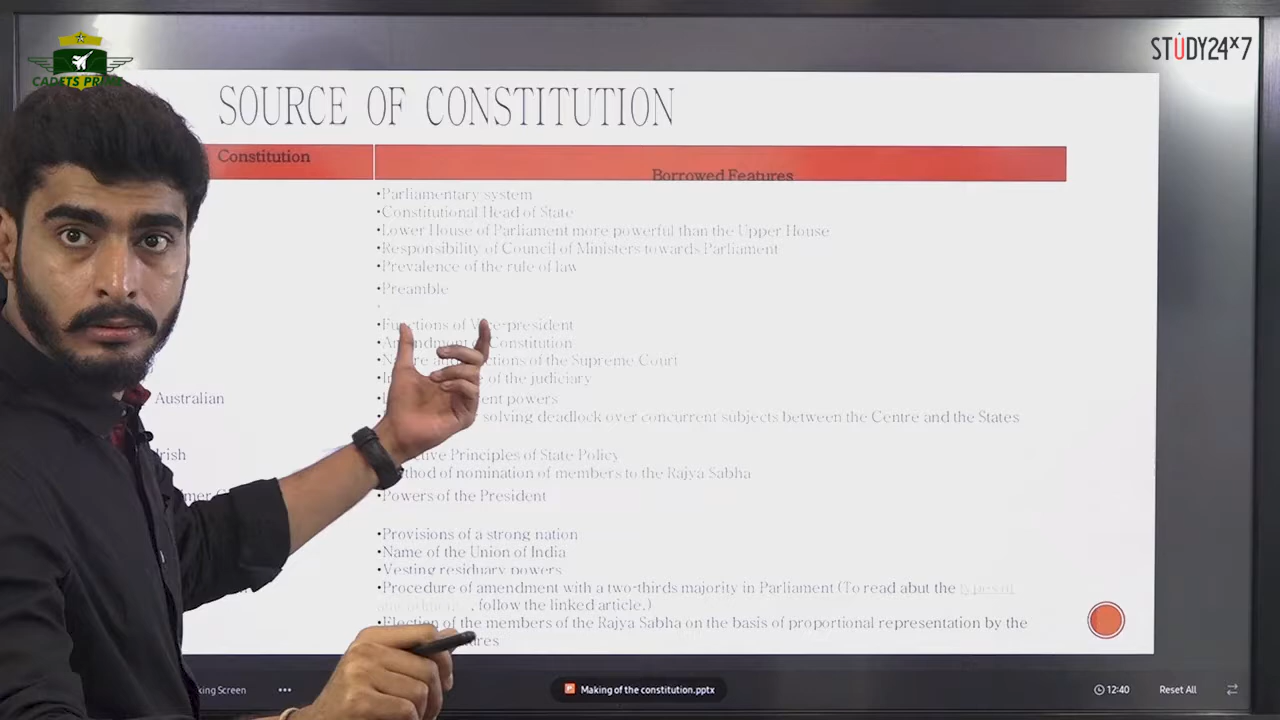 STUDY24x7
CADETS PRIME
SOURCE OF CONSTITUTION
Constitution
Borrowed Features
•Parliamentary system
•Constitutional Head of State
•Lower House of Parliament more powerful than the Upper House
•Responsibility of Council of Ministers towards Parliament
•Prevalence of the rule of law
•Preamble
•Functions of Vice-president
Constitution
of the Supreme Court
of the judiciary
Australian
powers
solving deadlock over concurrent subjects between the Centre and the States
Principles of State Policy
of nomination of members to the Rajya Sabha
•Powers of the President
•Provisions of a strong nation
•Name of the Union of India
•Vesting residuary powers
•Procedure of amendment with a two-thirds majority in Parliament (To read abut the types of
, follow the linked article.)
•Election of the members of the Rajya Sabha on the basis of proportional representation by the
Screen
Making of the constitution.pptx
12:40
Reset All